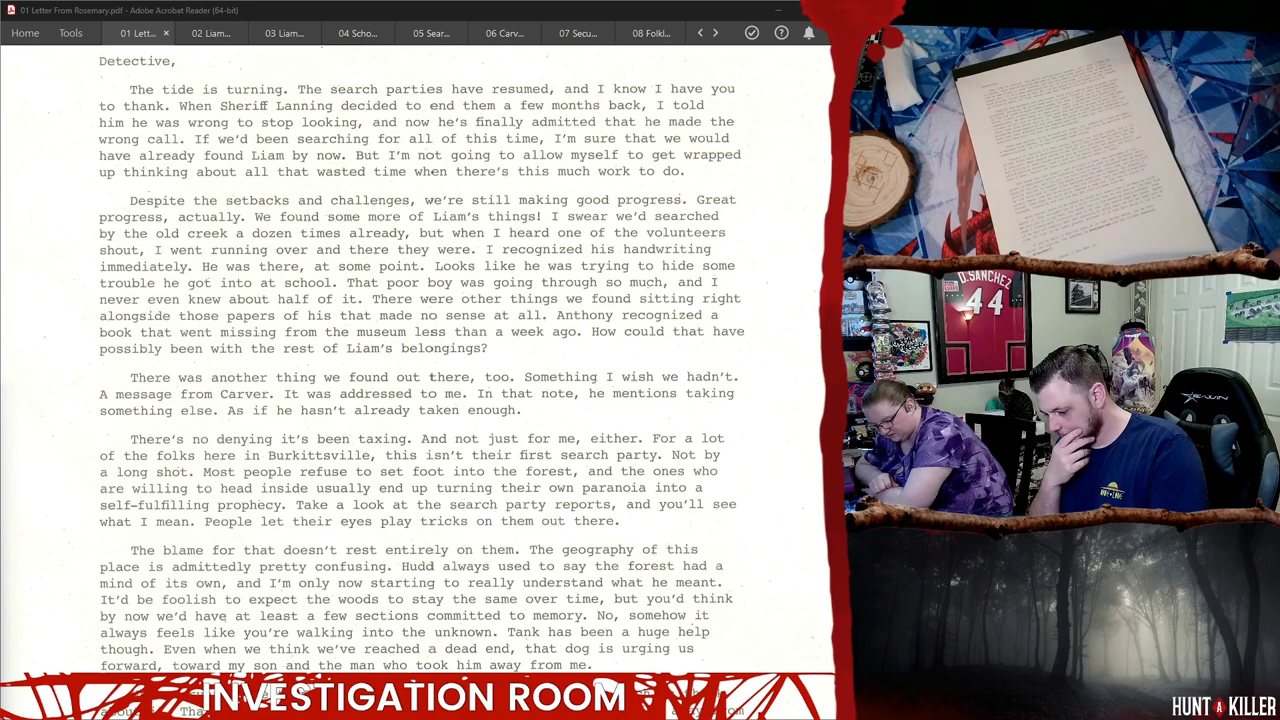 01 Letter From Rosemary.pdf - Adobe Acrobat Reader (64-bit)
Home Tools 01 Lett... × 02 Liam... 03 Liam... 04 Scho... 05 Sear... 06 Carv... 07 Secu... 08 Folkl...
Detective,
The tide is turning. The search parties have resumed, and I know I have you
to thank. When Sheriff Lanning decided to end them a few months back, I told
him he was wrong to stop looking, and now he's finally admitted that he made the
wrong call. If we'd been searching for all of this time, I'm sure that we would
have already found Liam by now. But I'm not going to allow myself to get wrapped
up thinking about all that wasted time when there's this much work to do.
Despite the setbacks and challenges, we're still making good progress. Great
progress, actually. We found some more of Liam's things! I swear we'd searched
by the old creek a dozen times already, but when I heard one of the volunteers
shout, I went running over and there they were. I recognized his handwriting
immediately. He was there, at some point. Looks like he was trying to hide some
trouble he got into at school. That poor boy was going through so much, and I
never even knew about half of it. There were other things we found sitting right
alongside those papers of his that made no sense at all. Anthony recognized a
book that went missing from the museum less than a week ago. How could that have
possibly been with the rest of Liam's belongings?
There was another thing we found out there, too. Something I wish we hadn't.
A message from Carver. It was addressed to me. In that note, he mentions taking
something else. As if he hasn't already taken enough.
There's no denying it's been taxing. And not just for me, either. For a lot
of the folks here in Burkittsville, this isn't their first search party. Not by
a long shot. Most people refuse to set foot into the forest, and the ones who
are willing to head inside usually end up turning their own paranoia into a
self-fulfilling prophecy. Take a look at the search party reports, and you'll see
what I mean. People let their eyes play tricks on them out there.
The blame for that doesn't rest entirely on them. The geography of this
place is admittedly pretty confusing. Hudd always used to say the forest had a
mind of its own, and I'm only now starting to really understand what he meant.
It'd be foolish to expect the woods to stay the same over time, but you'd think
by now we'd have at least a few sections committed to memory. No, somehow it
always feels like you're walking into the unknown. Tank has been a huge help
though. Even when we think we've reached a dead end, that dog is urging us
forward, toward my son and the man who took him away from me.
INVESTIGATION ROOM
D.SANCHEZ
44
E-WIN
HUNT A KILLER